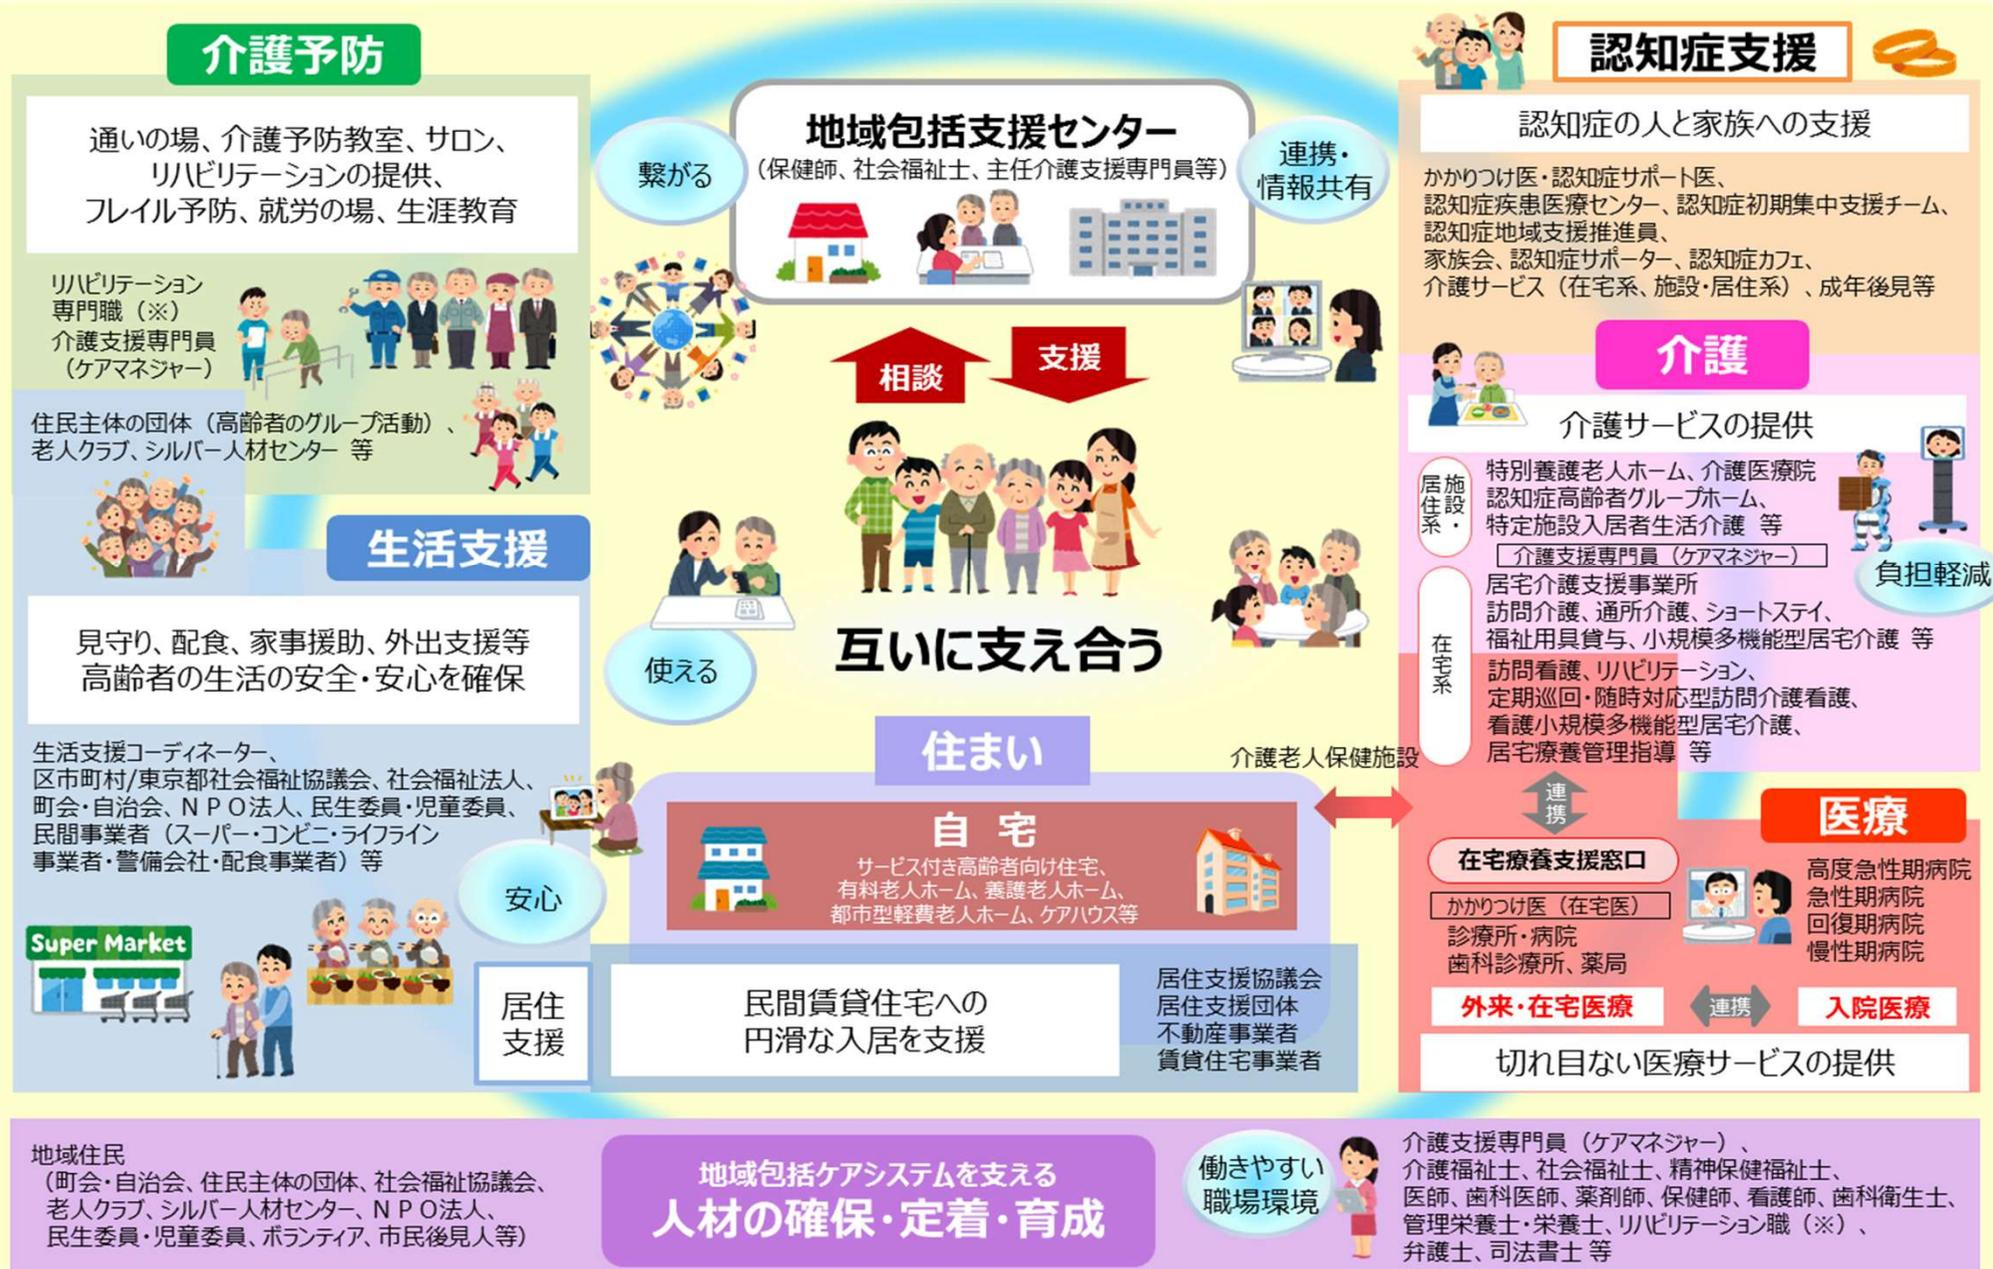 介護予防
通いの場、介護予防教室、サロン、
リハビリテーションの提供、
フレイル予防、就労の場、生涯教育
リハビリテーション
専門職（※）
介護支援専門員
（ケアマネジャー）
住民主体の団体（高齢者のグループ活動）、
老人クラブ、シルバー人材センター 等
生活支援
見守り、配食、家事援助、外出支援等
高齢者の生活の安全・安心を確保
生活支援コーディネーター、
区市町村/東京都社会福祉協議会、社会福祉法人、
町会・自治会、ＮＰＯ法人、民生委員・児童委員、
民間事業者（スーパー・コンビニ・ライフライン
事業者・警備会社・配食事業者）等
Super Market
繋がる
地域包括支援センター
（保健師、社会福祉士、主任介護支援専門員等）
連携・
情報共有
相談
支援
互いに支え合う
使える
安心
住まい
自 宅
サービス付き高齢者向け住宅、
有料老人ホーム、養護老人ホーム、
都市型軽費老人ホーム、ケアハウス等
介護老人保健施設
居住
支援
民間賃貸住宅への
円滑な入居を支援
居住支援協議会
居住支援団体
不動産事業者
賃貸住宅事業者
認知症支援
認知症の人と家族への支援
かかりつけ医・認知症サポート医、
認知症疾患医療センター、認知症初期集中支援チーム、
認知症地域支援推進員、
家族会、認知症サポーター、認知症カフェ、
介護サービス（在宅系、施設・居住系）、成年後見等
介護
介護サービスの提供
施設・
居住系
特別養護老人ホーム、介護医療院
認知症高齢者グループホーム、
特定施設入居者生活介護 等
介護支援専門員（ケアマネジャー）
負担軽減
在宅系
居宅介護支援事業所
訪問介護、通所介護、ショートステイ、
福祉用具貸与、小規模多機能型居宅介護 等
訪問看護、リハビリテーション、
定期巡回・随時対応型訪問介護看護、
看護小規模多機能型居宅介護、
居宅療養管理指導 等
連携
医療
在宅療養支援窓口
かかりつけ医（在宅医）
診療所・病院
歯科診療所、薬局
高度急性期病院
急性期病院
回復期病院
慢性期病院
外来・在宅医療
連携
入院医療
切れ目ない医療サービスの提供
地域住民
（町会・自治会、住民主体の団体、社会福祉協議会、
老人クラブ、シルバー人材センター、ＮＰＯ法人、
民生委員・児童委員、ボランティア、市民後見人等）
地域包括ケアシステムを支える
人材の確保・定着・育成
働きやすい
職場環境
介護支援専門員（ケアマネジャー）、
介護福祉士、社会福祉士、精神保健福祉士、
医師、歯科医師、薬剤師、保健師、看護師、歯科衛生士、
管理栄養士・栄養士、リハビリテーション職（※）、
弁護士、司法書士 等